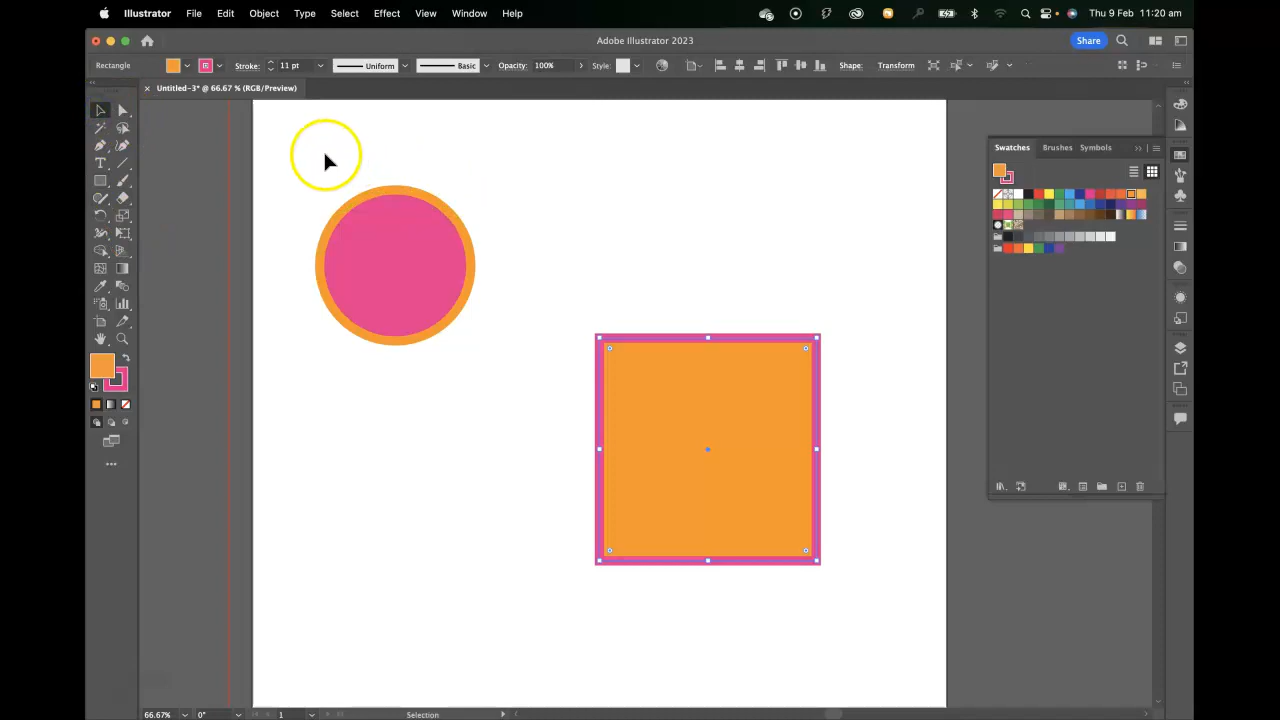 Illustrator File Edit Object Type Select Effect View Window Help Thu 9 Feb 11:20 am
Adobe Illustrator 2023 Share
Rectangle Stroke: 11 pt Uniform Basic Opacity: 100% Style: Shape: Transform
Untitled-3* @ 66.67 % (RGB/Preview)
Swatches Brushes Symbols
T
66.67% 0° 1 Selection